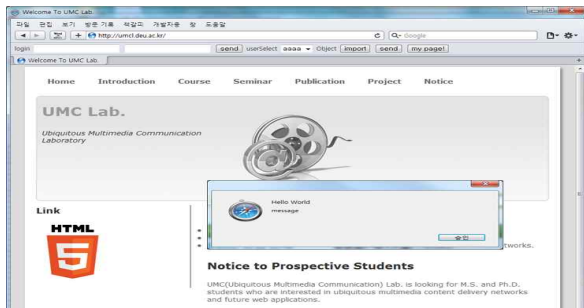 Welcome To UMC Lab.
파일 편집 보기 방문 기록 책갈피 개발자용 창 도움말
http://umcl.deu.ac.kr/
Google
login send userSelect aaaa Object import send my page!
Welcome To UMC Lab.
Home Introduction Course Seminar Publication Project Notice
UMC Lab.
Ubiquitous Multimedia Communication
Laboratory
Hello World
message
승인
Link
HTML
5
tworks.
Notice to Prospective Students
UMC(Ubiquitous Multimedia Communication) Lab. is looking for M.S. and Ph.D.
students who are interested in ubiquitous multimedia content delivery networks
and future web applications.